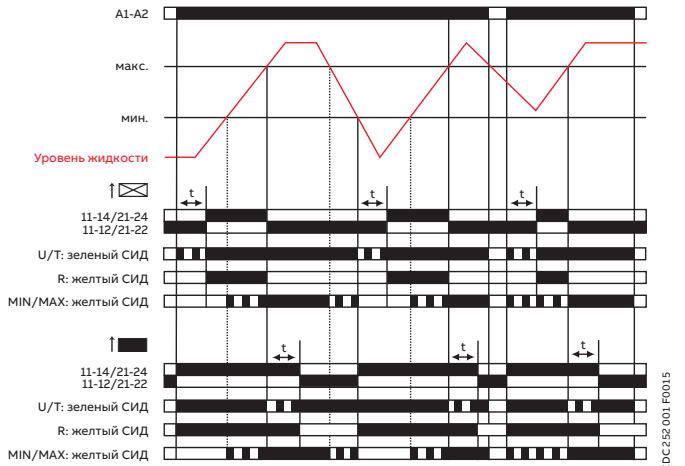 A1-A2
макс.
мин.
Уровень жидкости
t t t
11-14/21-24
11-12/21-22
U/T: зеленый СИД
R: желтый СИД
MIN/MAX: желтый СИД
t t t
11-14/21-24
11-12/21-22
U/T: зеленый СИД
R: желтый СИД
MIN/MAX: желтый СИД
2CDC 252 001 F0015